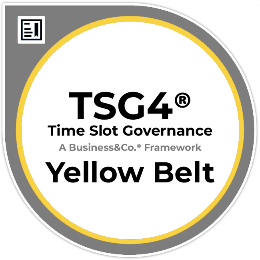 TSG4®
Time Slot Governance
A Business&Co.® Framework
Yellow Belt